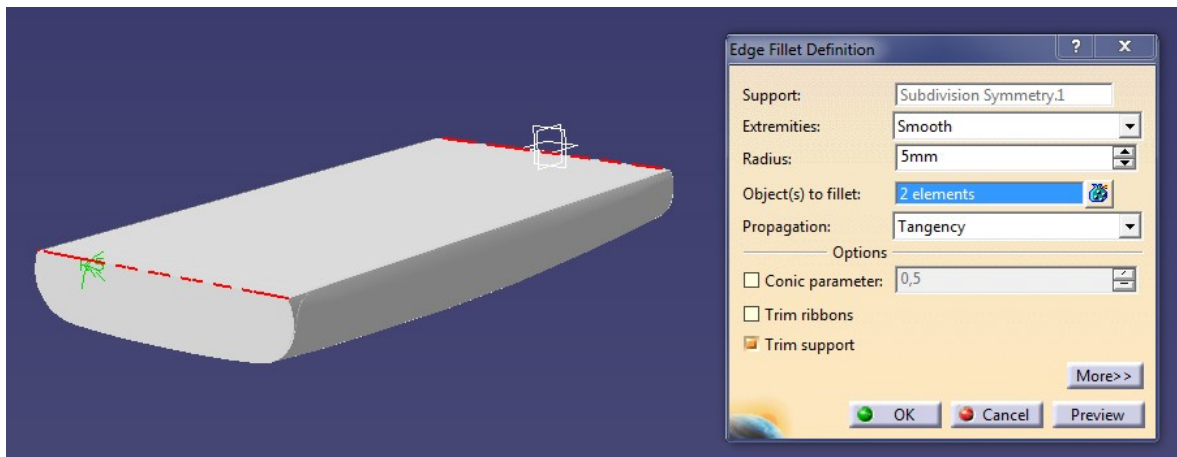 Edge Fillet Definition
? X
Support: Subdivision Symmetry.1
Extremities: Smooth
Radius: 5mm
Object(s) to fillet: 2 elements
Propagation: Tangency
Options
Conic parameter: 0,5
Trim ribbons
Trim support
More>>
OK Cancel Preview